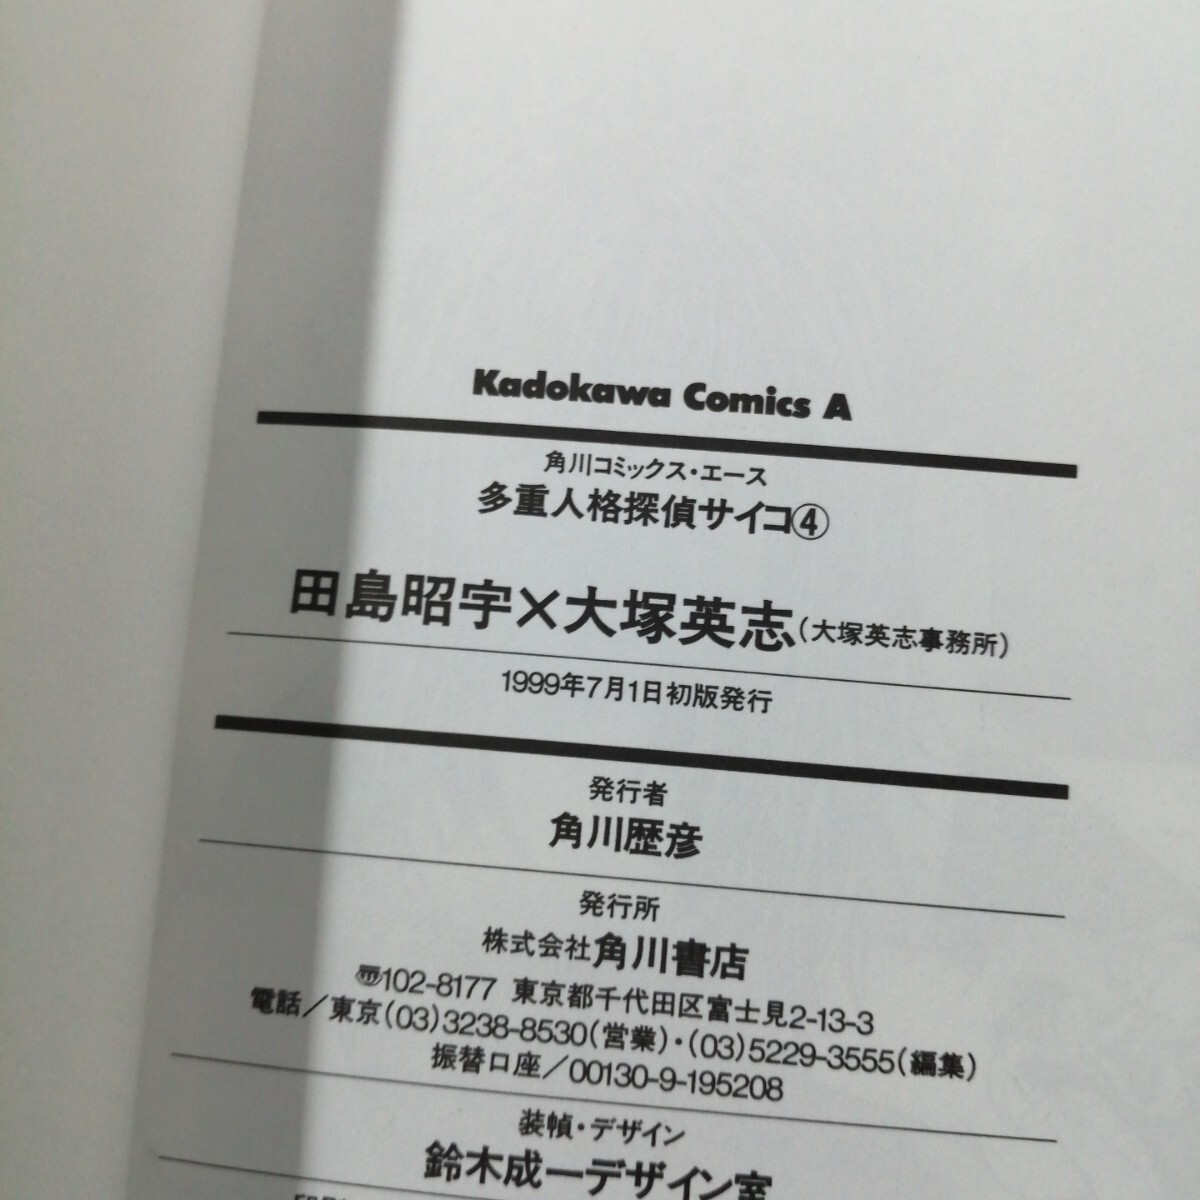 Kadokawa Comics A
角川コミックス・エース
多重人格探偵サイコ④
田島昭宇×大塚英志(大塚英志事務所)
1999年7月1日初版発行
発行者
角川歴彦
発行所
株式会社角川書店
〠102-8177 東京都千代田区富士見2-13-3
電話／東京(03)3238-8530(営業)・(03)5229-3555(編集)
振替口座／00130-9-195208
装幀・デザイン
鈴木成一デザイン室